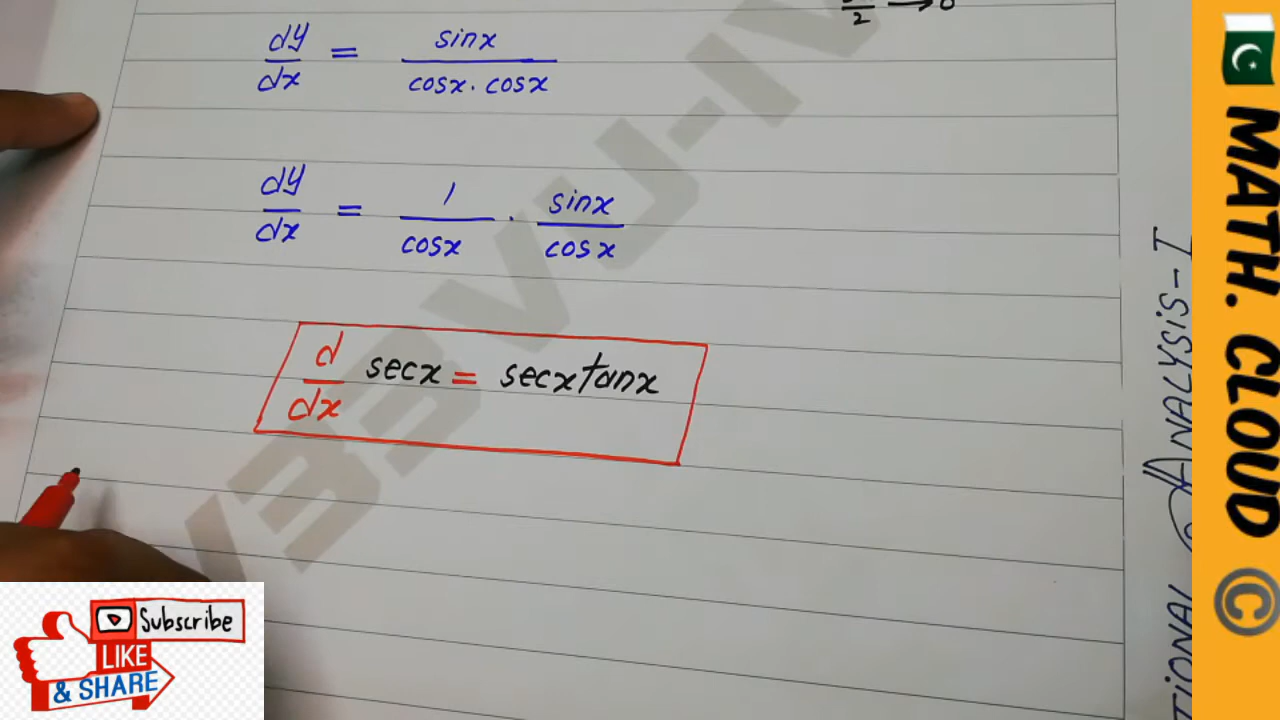 dy/dx = sinx / cosx . cosx
dy/dx = 1/cosx . sinx/cosx
d/dx secx = secxtanx
Subscribe
LIKE
& SHARE
MATH. CLOUD ©
ANALYSIS-I